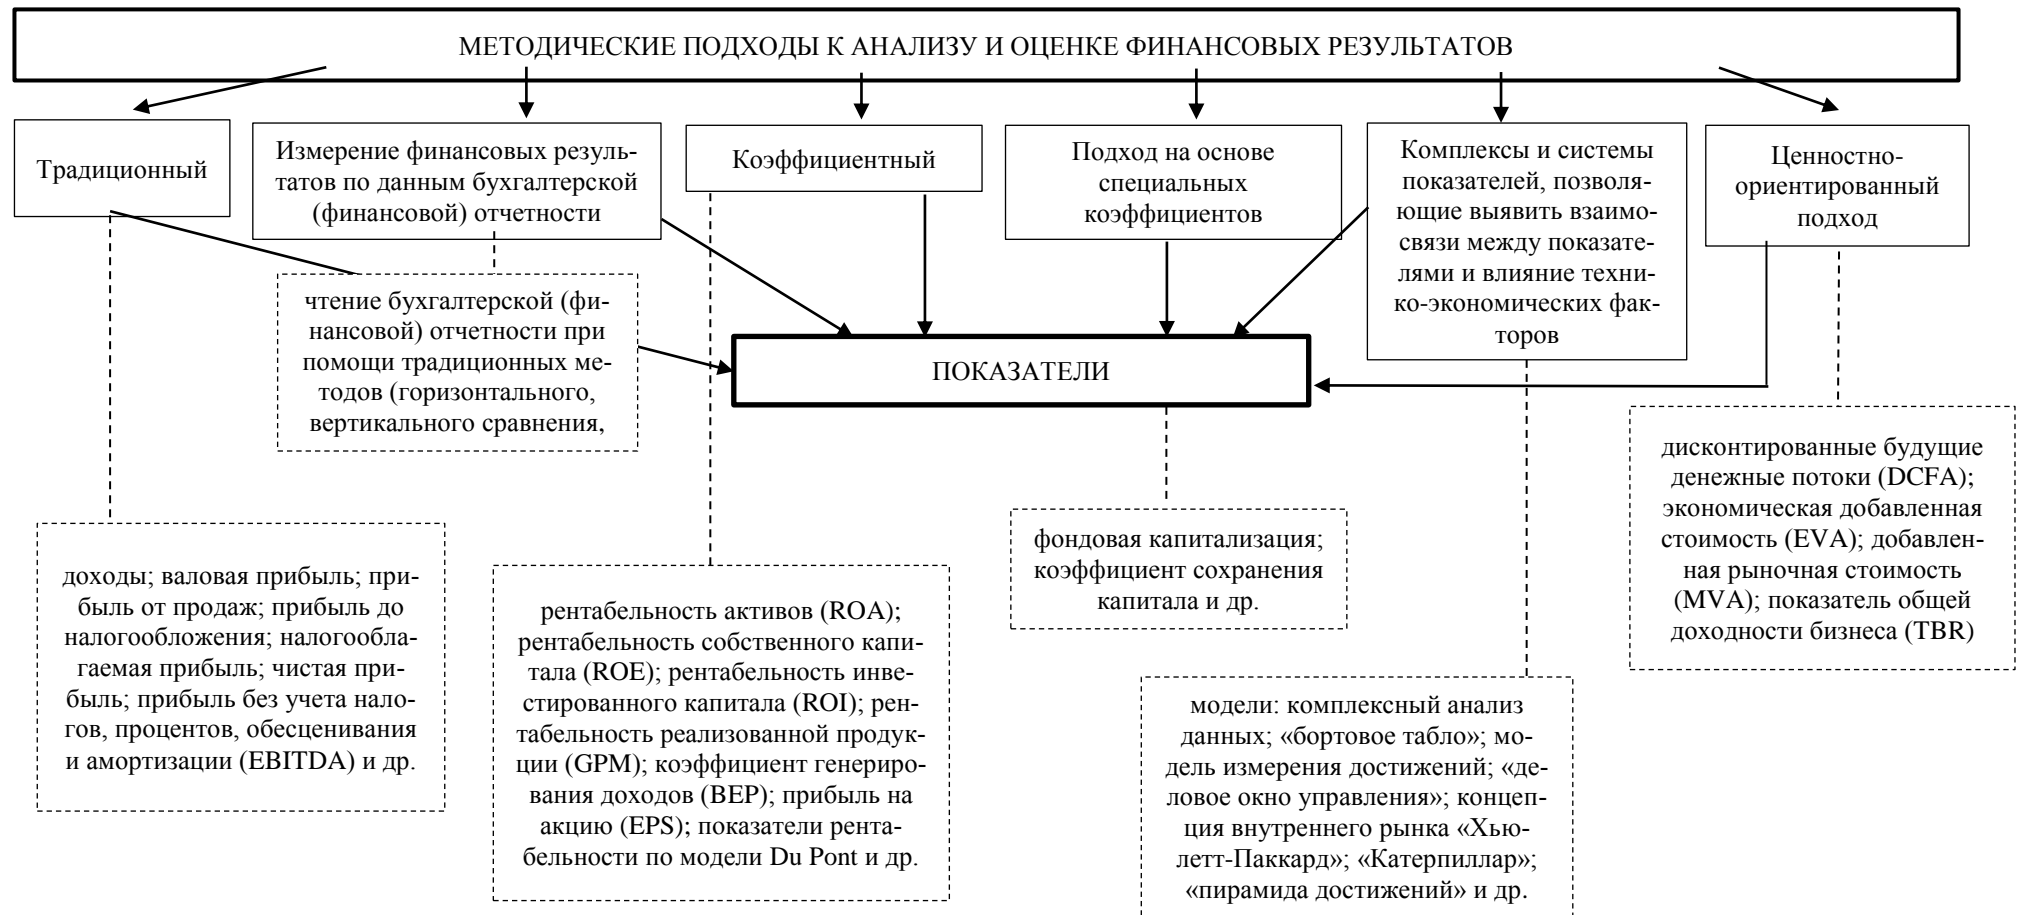 МЕТОДИЧЕСКИЕ ПОДХОДЫ К АНАЛИЗУ И ОЦЕНКЕ ФИНАНСОВЫХ РЕЗУЛЬТАТОВ
Традиционный
Измерение финансовых резуль-
татов по данным бухгалтерской
(финансовой) отчетности
Коэффициентный
Подход на основе
специальных
коэффициентов
Комплексы и системы
показателей, позволя-
ющие выявить взаимо-
связи между показате-
лями и влияние техни-
ко-экономических фак-
торов
Ценностно-
ориентированный
подход
чтение бухгалтерской (фи-
нансовой) отчетности при
помощи традиционных ме-
тодов (горизонтального,
вертикального сравнения,
ПОКАЗАТЕЛИ
доходы; валовая прибыль; при-
быль от продаж; прибыль до
налогообложения; налогообла-
гаемая прибыль; чистая при-
быль; прибыль без учета нало-
гов, процентов, обесценивания
и амортизации (EBITDA) и др.
рентабельность активов (ROA);
рентабельность собственного капи-
тала (ROE); рентабельность инве-
стированного капитала (ROI); рен-
табельность реализованной продук-
ции (GPM); коэффициент генериро-
вания доходов (BEP); прибыль на
акцию (EPS); показатели рента-
бельности по модели Du Pont и др.
фондовая капитализация;
коэффициент сохранения
капитала и др.
модели: комплексный анализ
данных; «бортовое табло»; мо-
дель измерения достижений; «де-
ловое окно управления»; концеп-
ция внутреннего рынка «Хью-
летт-Паккард»; «Катерпиллар»;
«пирамида достижений» и др.
дисконтированные будущие
денежные потоки (DCFA);
экономическая добавленная
стоимость (EVA); добавлен-
ная рыночная стоимость
(MVA); показатель общей
доходности бизнеса (TBR)